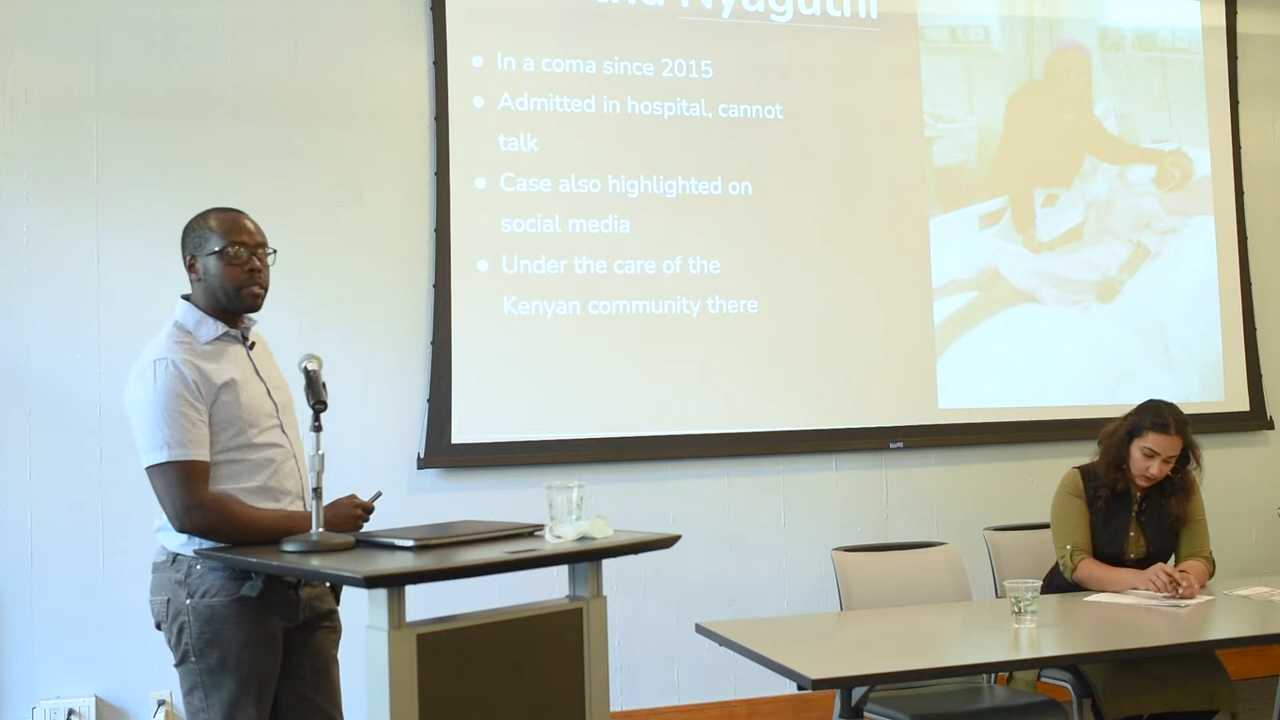 Nyaguthi
In a coma since 2015
Admitted in hospital, cannot
talk
Case also highlighted on
social media
Under the care of the
Kenyan community there